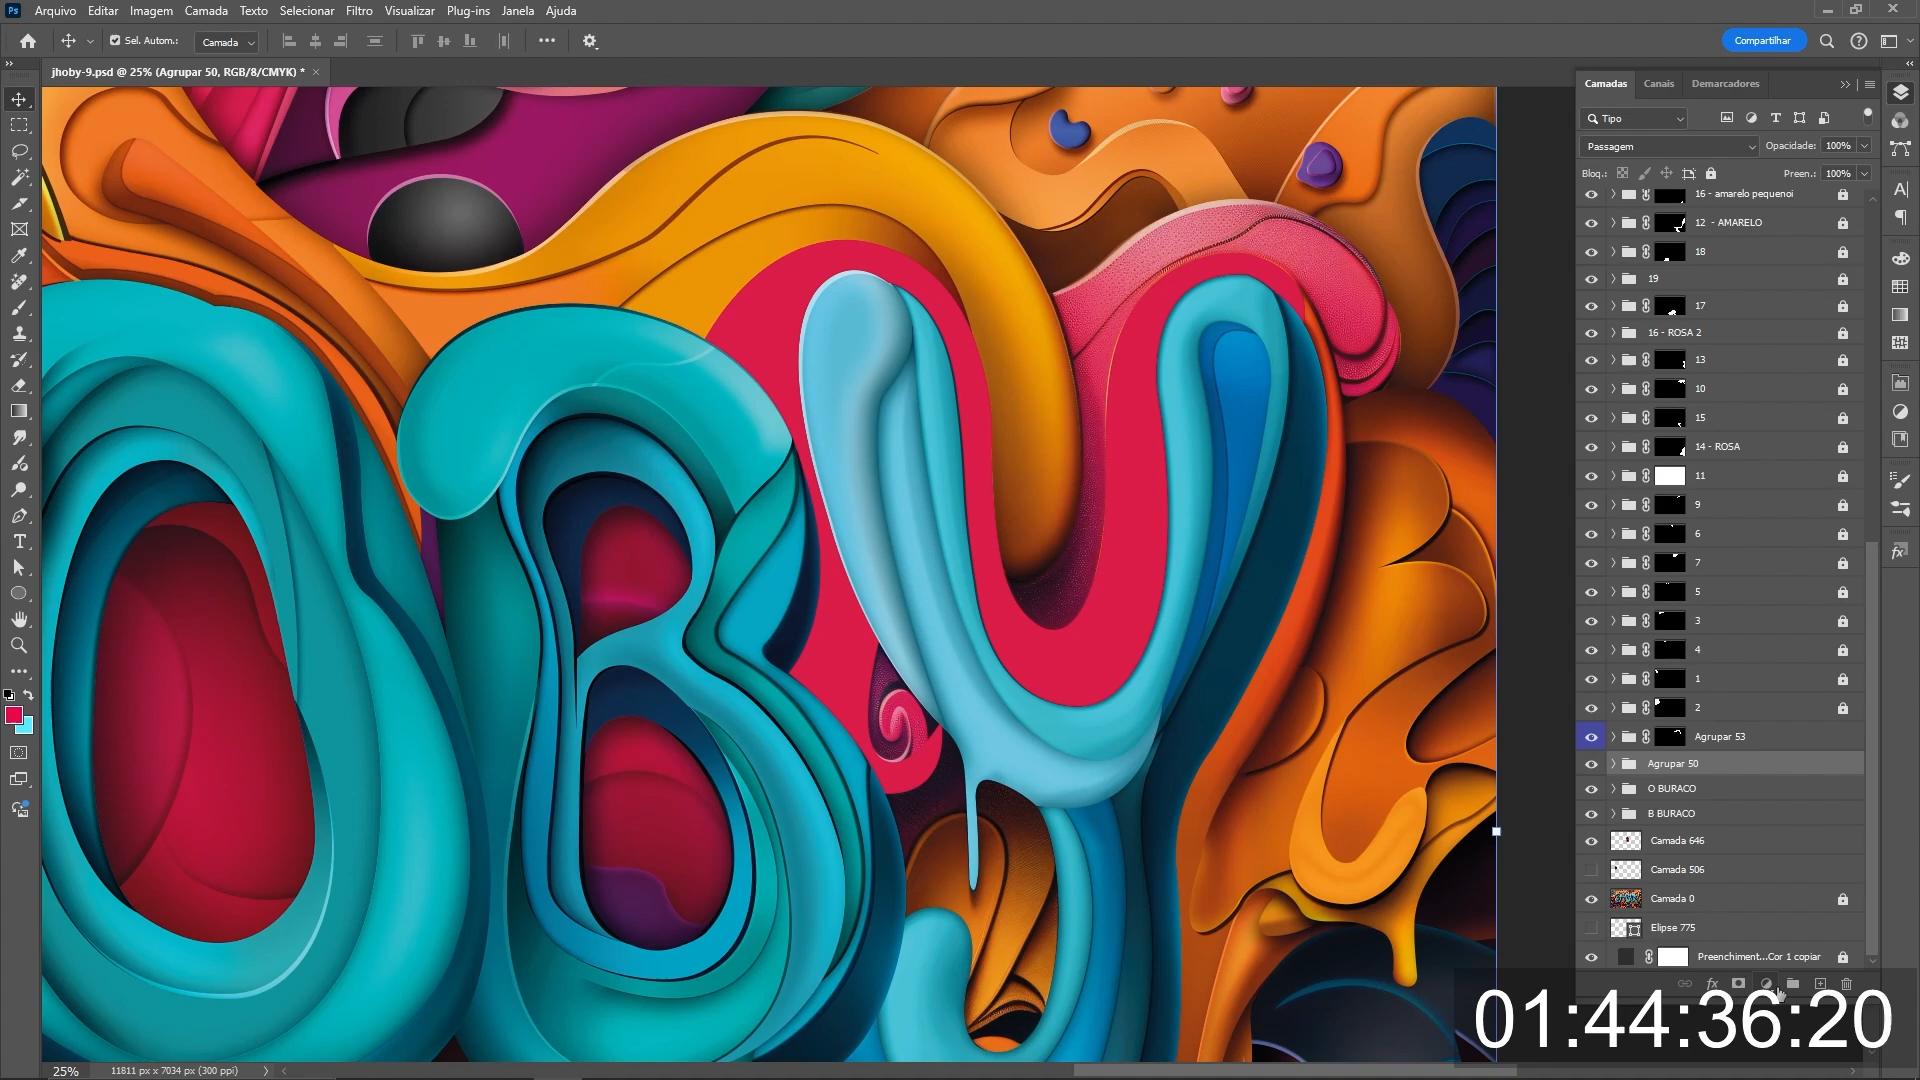 Ps Arquivo Editar Imagem Camada Texto Selecionar Filtro Visualizar Plug-ins Janela Ajuda
Sel. Autom.: Camada Compartilhar
jhoby-9.psd @ 25% (Agrupar 50, RGB/8/CMYK) *
Camadas Canais Demarcadores
Tipo
Passagem Opacidade: 100%
Bloq.: Preen.: 100%
16 - amarelo pequenoi
12 - AMARELO
18
19
17
16 - ROSA 2
13
10
15
14 - ROSA
11
9
6
7
5
3
4
1
2
Agrupar 53
Agrupar 50
O BURACO
B BURACO
Camada 646
Camada 506
Camada 0
Elipse 775
Preenchiment...Cor 1 copiar
fx
01:44:36:20
25% 11811 px x 7034 px (300 ppi)